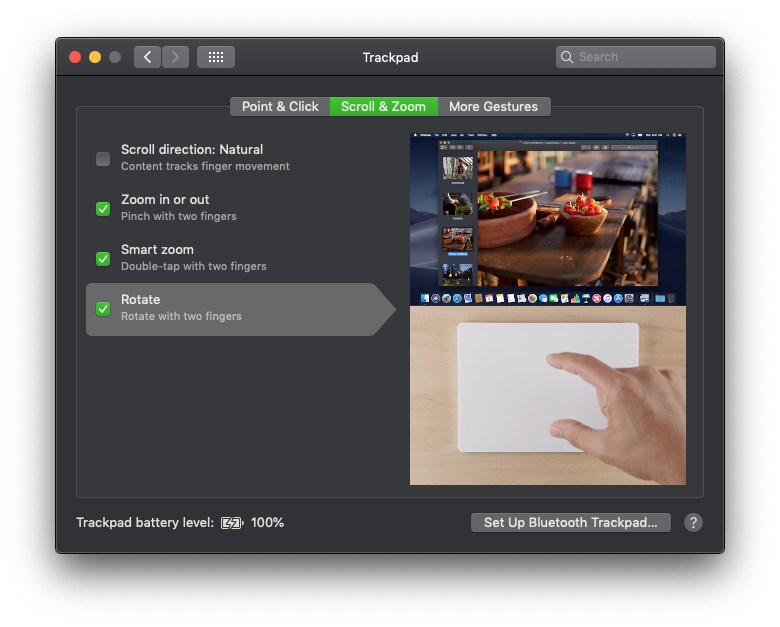 Trackpad
Search
Point & Click
Scroll & Zoom
More Gestures
Scroll direction: Natural
Content tracks finger movement
Zoom in or out
Pinch with two fingers
Smart zoom
Double-tap with two fingers
Rotate
Rotate with two fingers
Trackpad battery level: 100%
Set Up Bluetooth Trackpad...
?